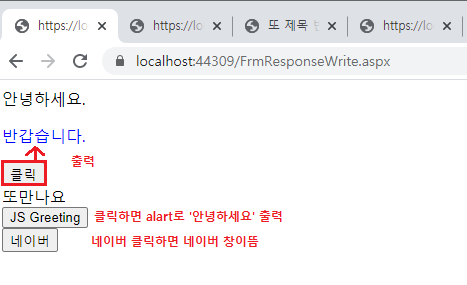 https://lo
https://lo
또 제목
https://lo
localhost:44309/FrmResponseWrite.aspx
안녕하세요.
반갑습니다.
출력
클릭
또만나요
JS Greeting 클릭하면 alart로 '안녕하세요' 출력
네이버 네이버 클릭하면 네이버 창이뜸